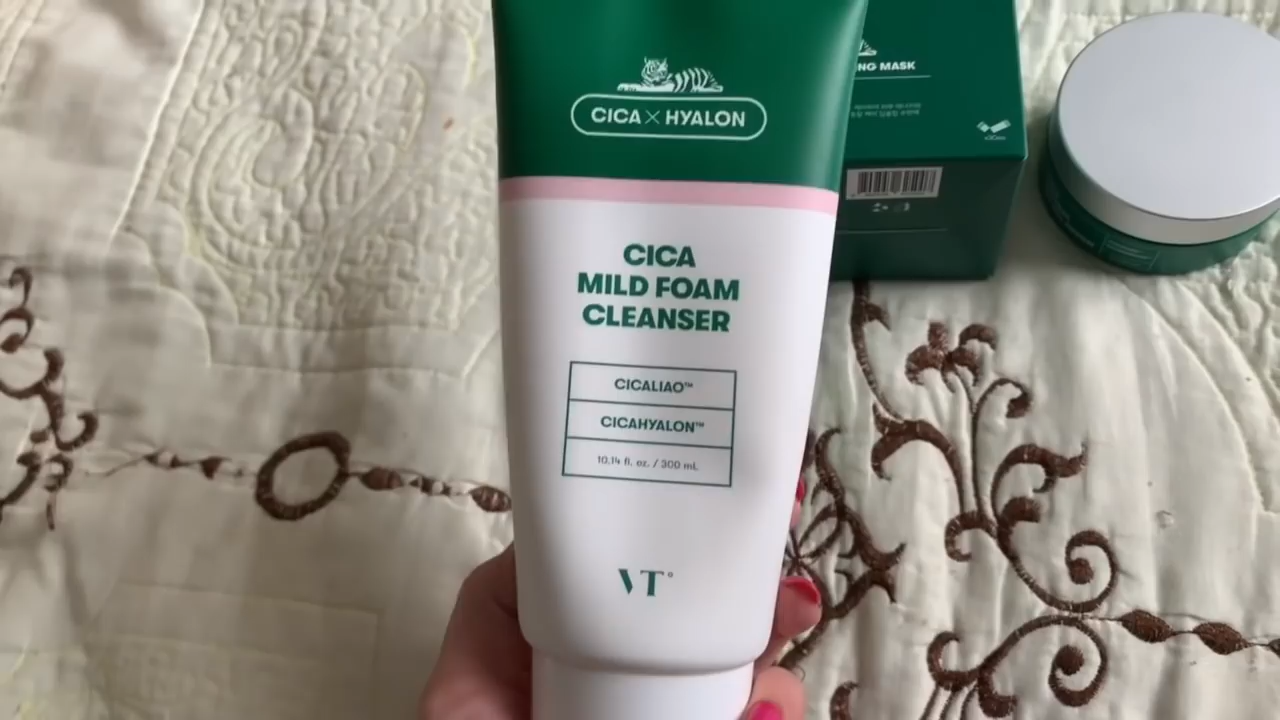 CICA × HYALON
CICA
MILD FOAM
CLEANSER
CICALIAO™
CICAHYALON™
10.14 fl. oz. / 300 mL
VT
NG MASK